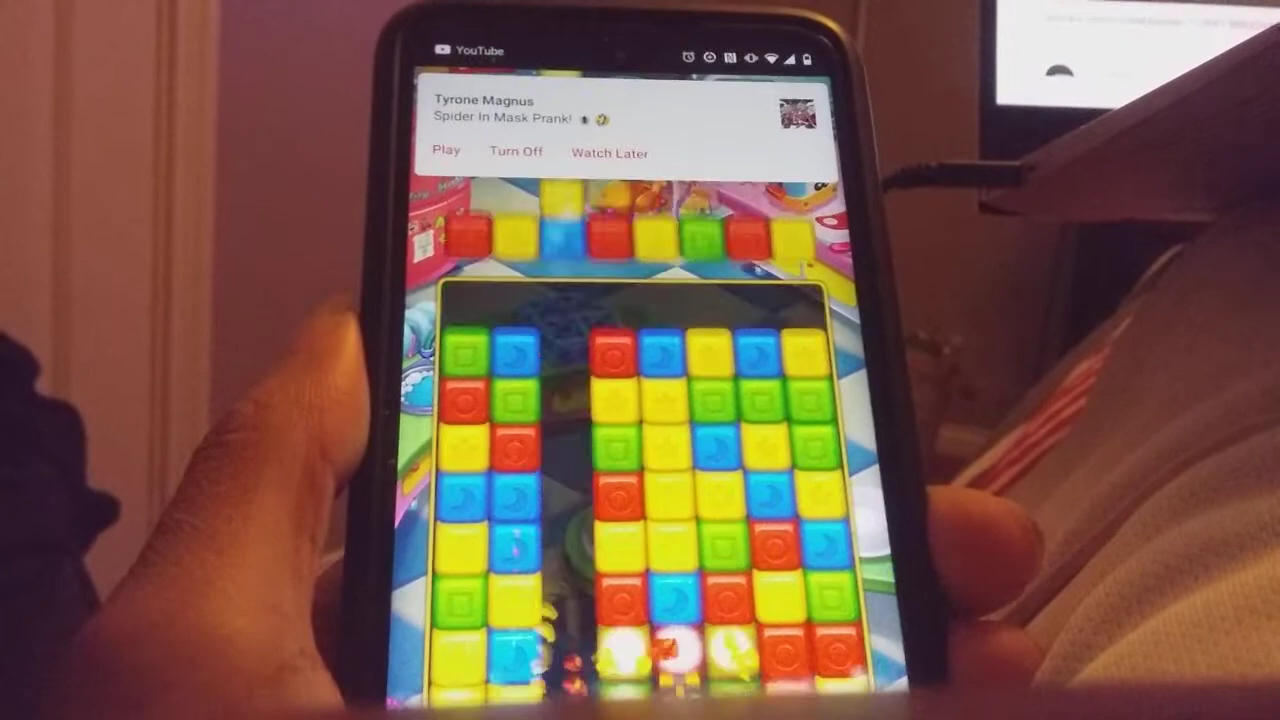 YouTube
Tyrone Magnus
Spider In Mask Prank!
Play Turn Off Watch Later